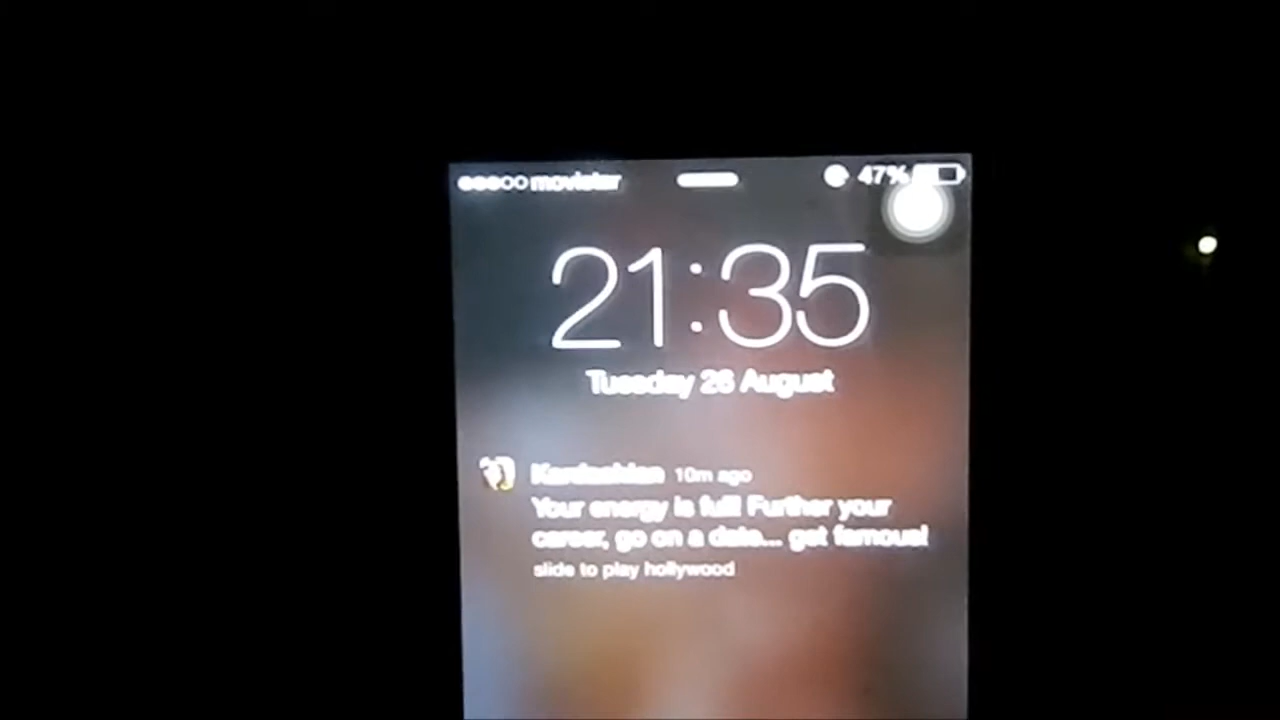 movistar 47%
21:35
Tuesday 26 August
Kardashian 10m ago
Your energy is full! Further your
career, go on a date... get famous!
slide to play hollywood